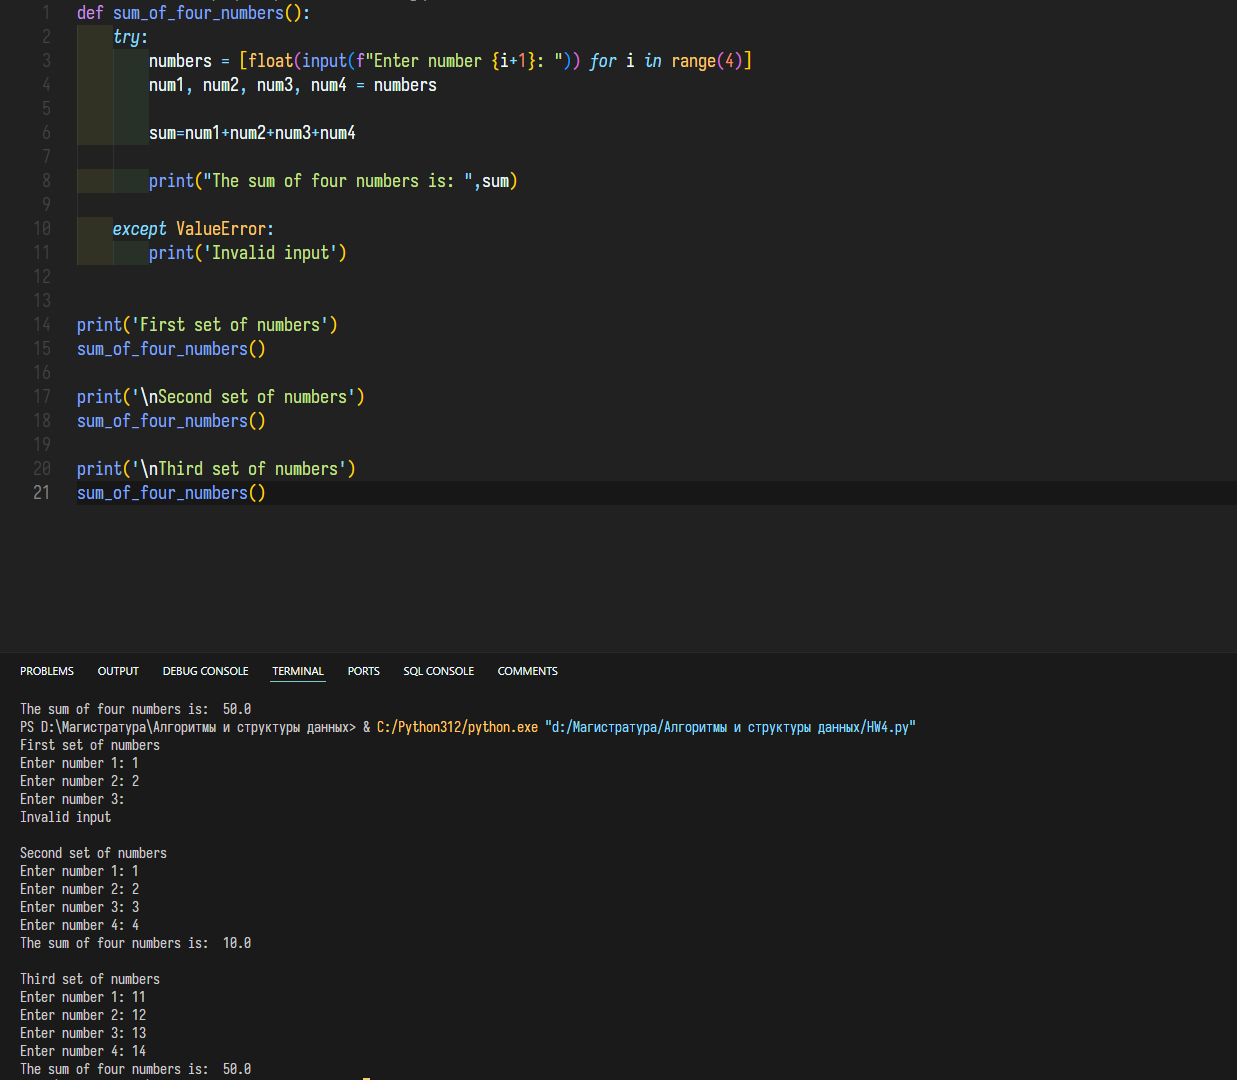 1 def sum_of_four_numbers():
2 try:
3 numbers = [float(input(f"Enter number {i+1}: ")) for i in range(4)]
4 num1, num2, num3, num4 = numbers
5
6 sum=num1+num2+num3+num4
7
8 print("The sum of four numbers is: ",sum)
9
10 except ValueError:
11 print('Invalid input')
12
13
14 print('First set of numbers')
15 sum_of_four_numbers()
16
17 print('\nSecond set of numbers')
18 sum_of_four_numbers()
19
20 print('\nThird set of numbers')
21 sum_of_four_numbers()
PROBLEMS OUTPUT DEBUG CONSOLE TERMINAL PORTS SQL CONSOLE COMMENTS
The sum of four numbers is:  50.0
PS D:\Магистратура\Алгоритмы и структуры данных> & C:/Python312/python.exe "d:/Магистратура/Алгоритмы и структуры данных/HW4.py"
First set of numbers
Enter number 1: 1
Enter number 2: 2
Enter number 3:
Invalid input
Second set of numbers
Enter number 1: 1
Enter number 2: 2
Enter number 3: 3
Enter number 4: 4
The sum of four numbers is:  10.0
Third set of numbers
Enter number 1: 11
Enter number 2: 12
Enter number 3: 13
Enter number 4: 14
The sum of four numbers is:  50.0